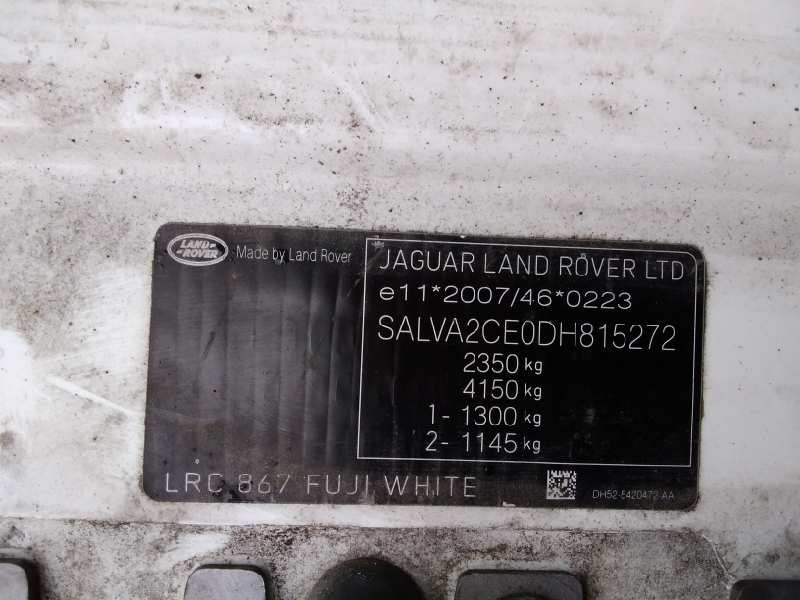 LAND ROVER
Made by Land Rover
JAGUAR LAND ROVER LTD
e11*2007/46*0223
SALVA2CE0DH815272
2350 kg
4150 kg
1- 1300 kg
2- 1145 kg
LRC 867 FUJI WHITE
DH52-5420472-AA